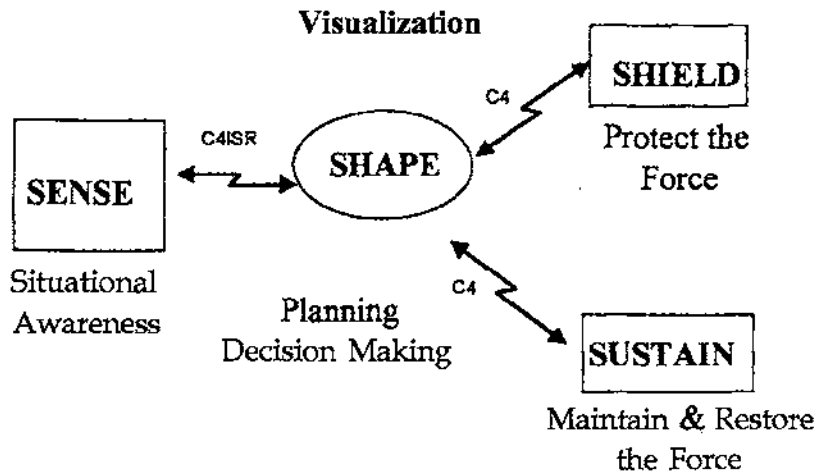 Visualization
SHIELD
C4
Protect the
Force
C4ISR
SHAPE
SENSE
Situational
Awareness
C4
Planning
Decision Making
SUSTAIN
Maintain & Restore
the Force